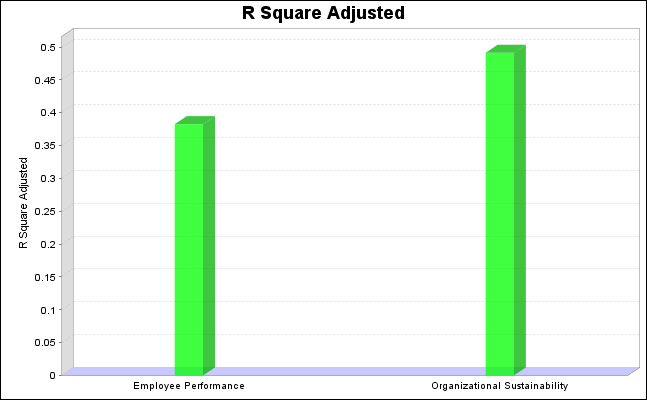 R Square Adjusted
R Square Adjusted
0.5
0.45
0.4
0.35
0.3
0.25
0.2
0.15
0.1
0.05
0
Employee Performance
Organizational Sustainability